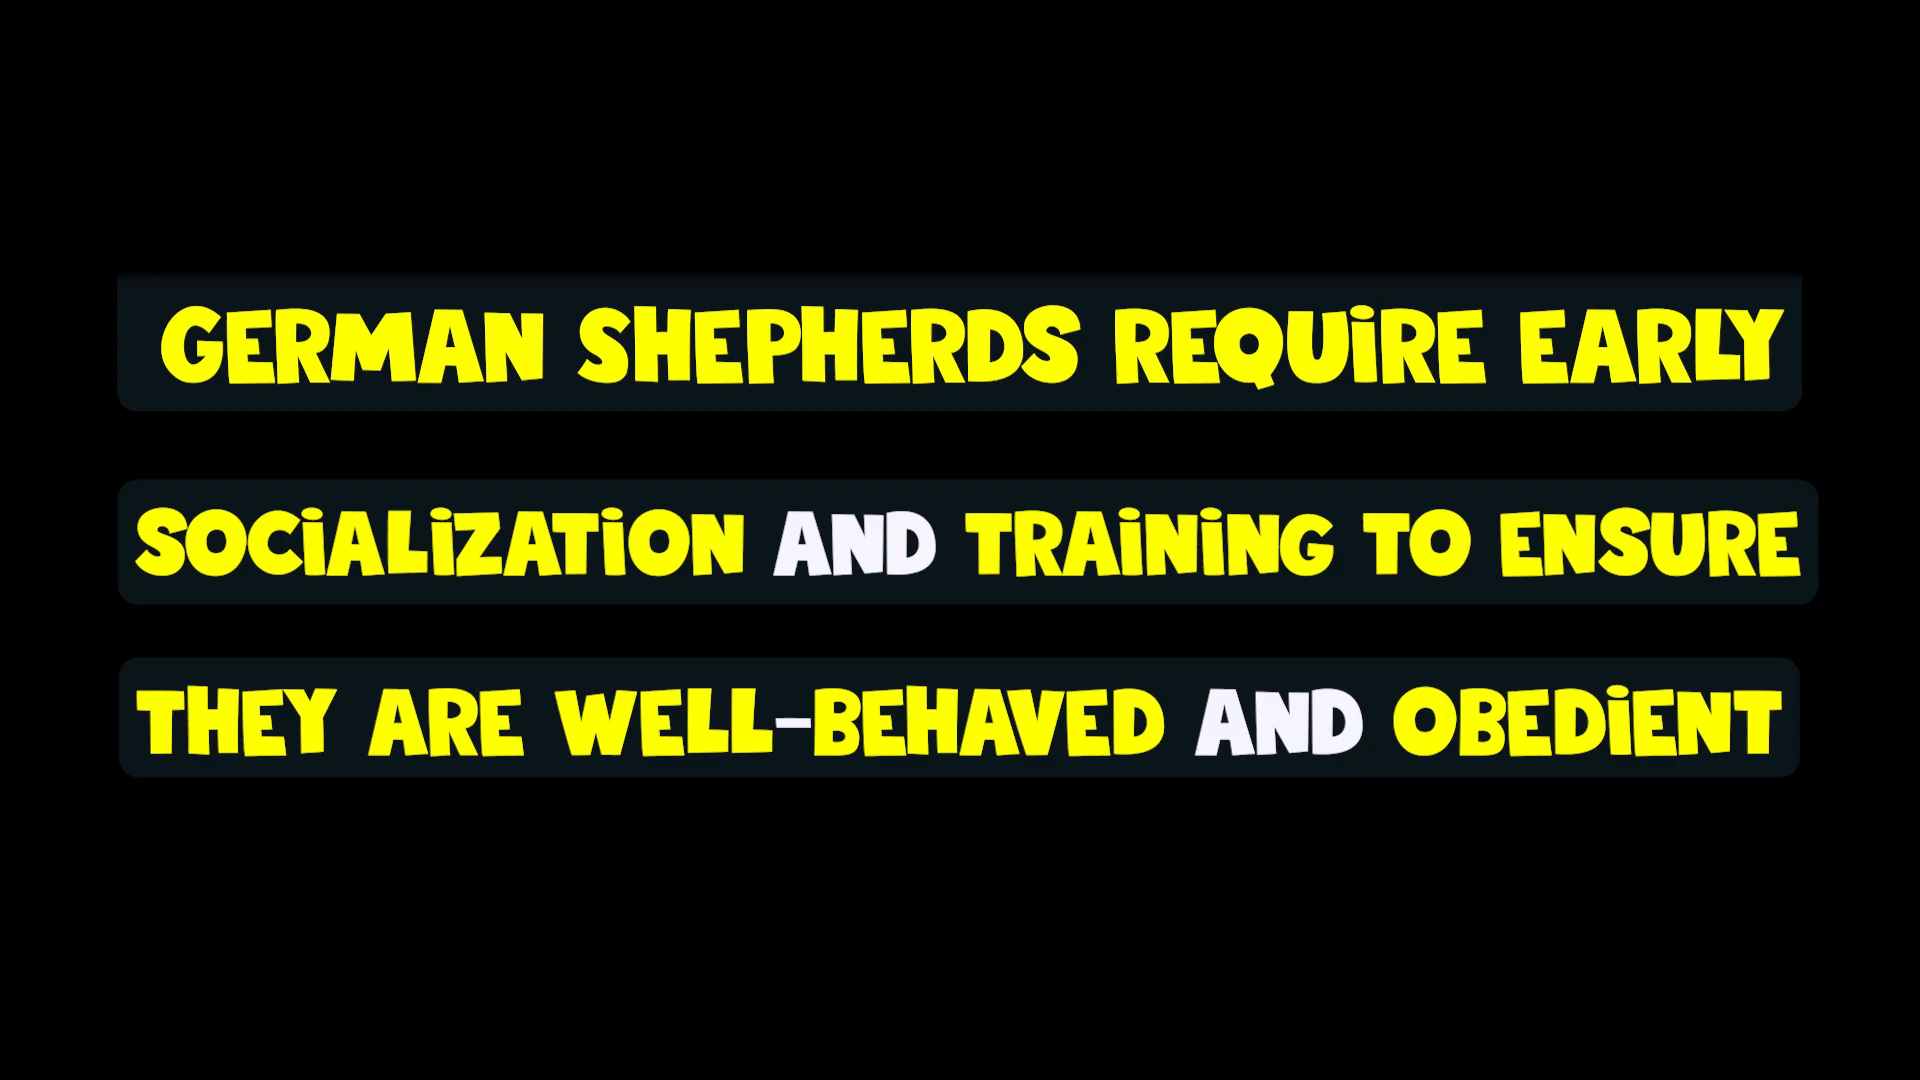 GERMAN SHEPHERDS REQUiRE EARLY
SOCiALiZATiON AND TRAiNiNG TO ENSURE
THEY ARE WELL-BEHAVED AND OBEDiENT